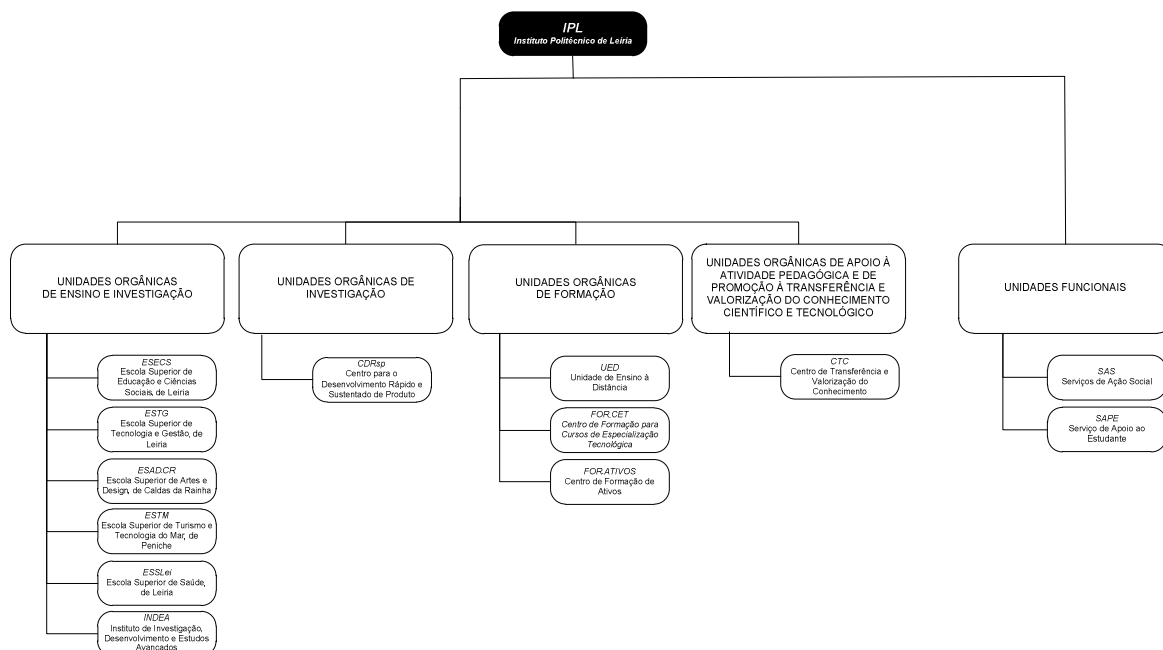 IPL
Instituto Politécnico de Leiria
UNIDADES ORGÂNICAS
DE ENSINO E INVESTIGAÇÃO
UNIDADES ORGÂNICAS DE
INVESTIGAÇÃO
UNIDADES ORGÂNICAS
DE FORMAÇÃO
UNIDADES ORGÂNICAS DE APOIO À
ATIVIDADE PEDAGÓGICA E DE
PROMOÇÃO À TRANSFERÊNCIA E
VALORIZAÇÃO DO CONHECIMENTO
CIENTÍFICO E TECNOLÓGICO
UNIDADES FUNCIONAIS
ESECS
Escola Superior de
Educação e Ciências
Sociais, de Leiria
ESTG
Escola Superior de
Tecnologia e Gestão, de
Leiria
ESAD.CR
Escola Superior de Artes e
Design, de Caldas da Rainha
ESTM
Escola Superior de Turismo e
Tecnologia do Mar, de
Peniche
ESSLei
Escola Superior de Saúde,
de Leiria
INDEA
Instituto de Investigação,
Desenvolvimento e Estudos
Avançados
CDRsp
Centro para o
Desenvolvimento Rápido e
Sustentado de Produto
UED
Unidade de Ensino à
Distância
FOR.CET
Centro de Formação para
Cursos de Especialização
Tecnológica
FOR.ATIVOS
Centro de Formação de
Ativos
CTC
Centro de Transferência e
Valorização do
Conhecimento
SAS
Serviços de Ação Social
SAPE
Serviço de Apoio ao
Estudante